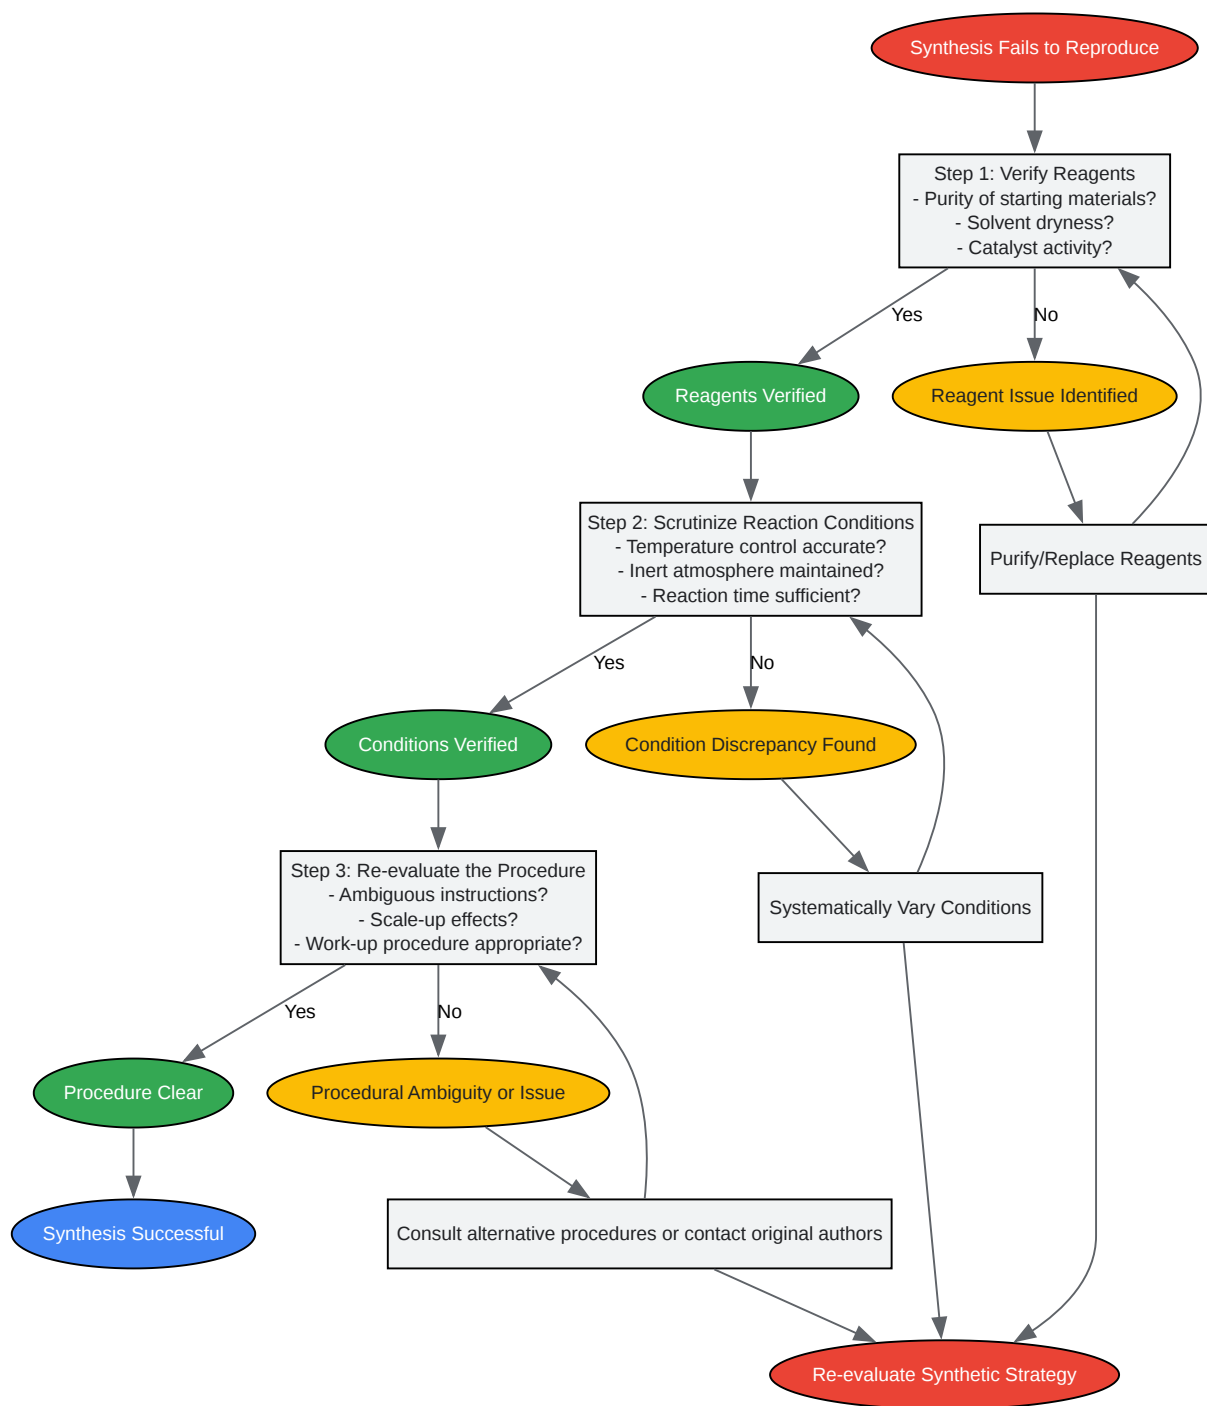 Synthesis Fails to Reproduce
Step 1: Verify Reagents
- Purity of starting materials?
- Solvent dryness?
- Catalyst activity?
Yes
No
Reagents Verified
Reagent Issue Identified
Step 2: Scrutinize Reaction Conditions
- Temperature control accurate?
- Inert atmosphere maintained?
- Reaction time sufficient?
Purify/Replace Reagents
Yes
No
Conditions Verified
Condition Discrepancy Found
Step 3: Re-evaluate the Procedure
- Ambiguous instructions?
- Scale-up effects?
- Work-up procedure appropriate?
Systematically Vary Conditions
Yes
No
Procedure Clear
Procedural Ambiguity or Issue
Synthesis Successful
Consult alternative procedures or contact original authors
Re-evaluate Synthetic Strategy